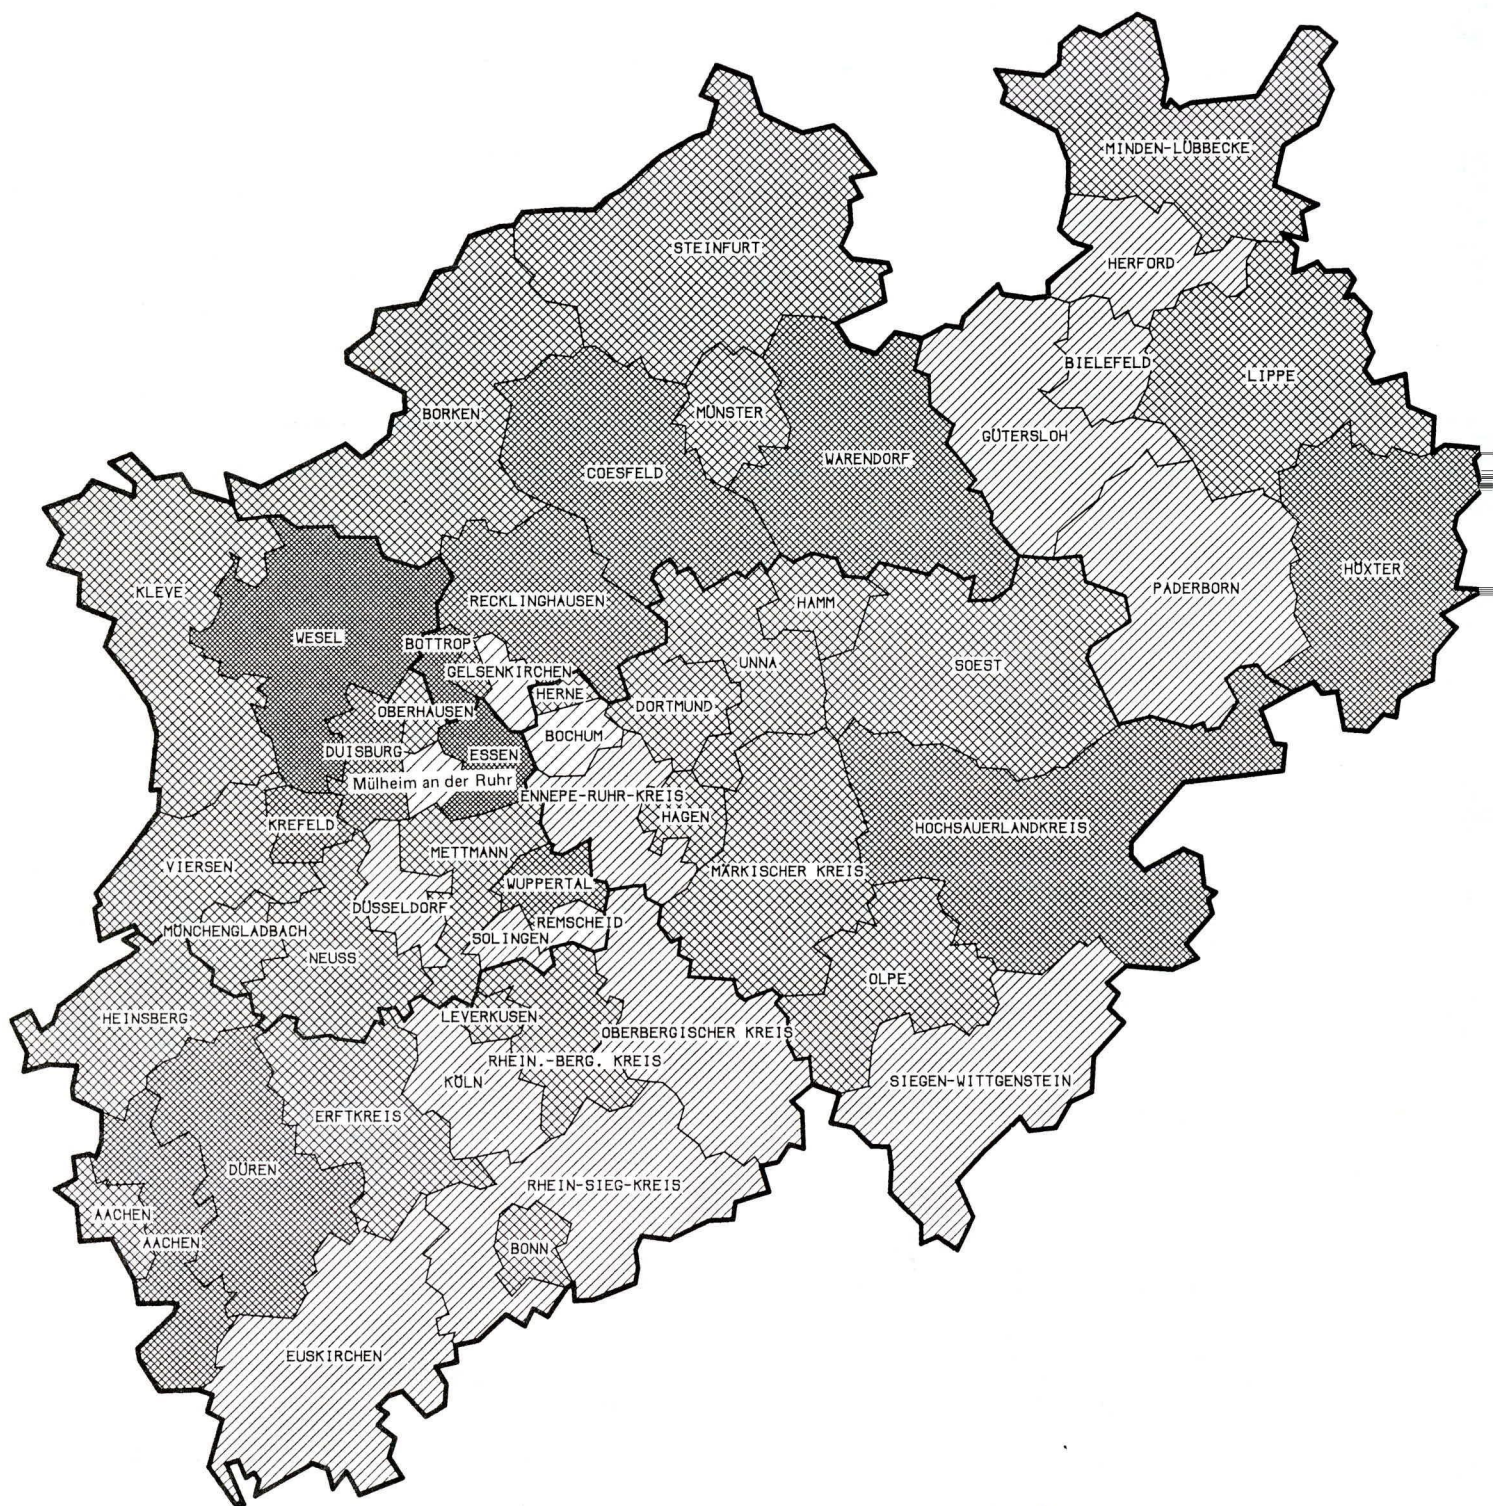 MINDEN-LÜBBECKE
STEINFURT
HERFORD
BIELEFELD
LIPPE
BORKEN
MÜNSTER
GÜTERSLOH
WARENDORF
COESFELD
HÖXTER
PADERBORN
KLEVE
RECKLINGHAUSEN
HAMM
WESEL
BOTTROP
UNNA
SOEST
GELSENKIRCHEN
HERNE
OBERHAUSEN
DORTMUND
DUISBURG
BOCHUM
ESSEN
Mülheim an der Ruhr
ENNEPE-RUHR-KREIS
HAGEN
KREFELD
HOCHSAUERLANDKREIS
METTMANN
VIERSEN
MÄRKISCHER KREIS
WUPPERTAL
DÜSSELDORF
REMSCHEID
MÖNCHENGLADBACH
SOLINGEN
NEUSS
OLPE
HEINSBERG
LEVERKUSEN
OBERBERGISCHER KREIS
RHEIN.-BERG. KREIS
KÖLN
SIEGEN-WITTGENSTEIN
ERFTKREIS
DÜREN
RHEIN-SIEG-KREIS
AACHEN
AACHEN
BONN
EUSKIRCHEN